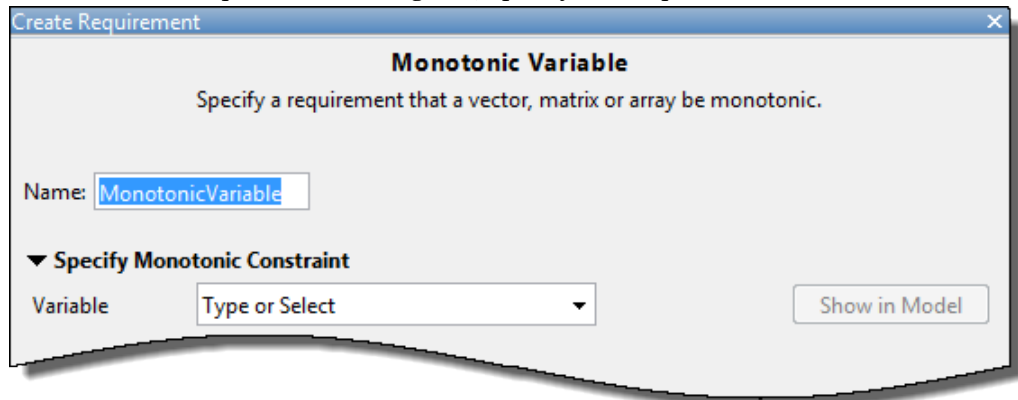 Create Requirement
Monotonic Variable
Specify a requirement that a vector, matrix or array be monotonic.
Name: MonotonicVariable
Specify Monotonic Constraint
Variable Type or Select Show in Model